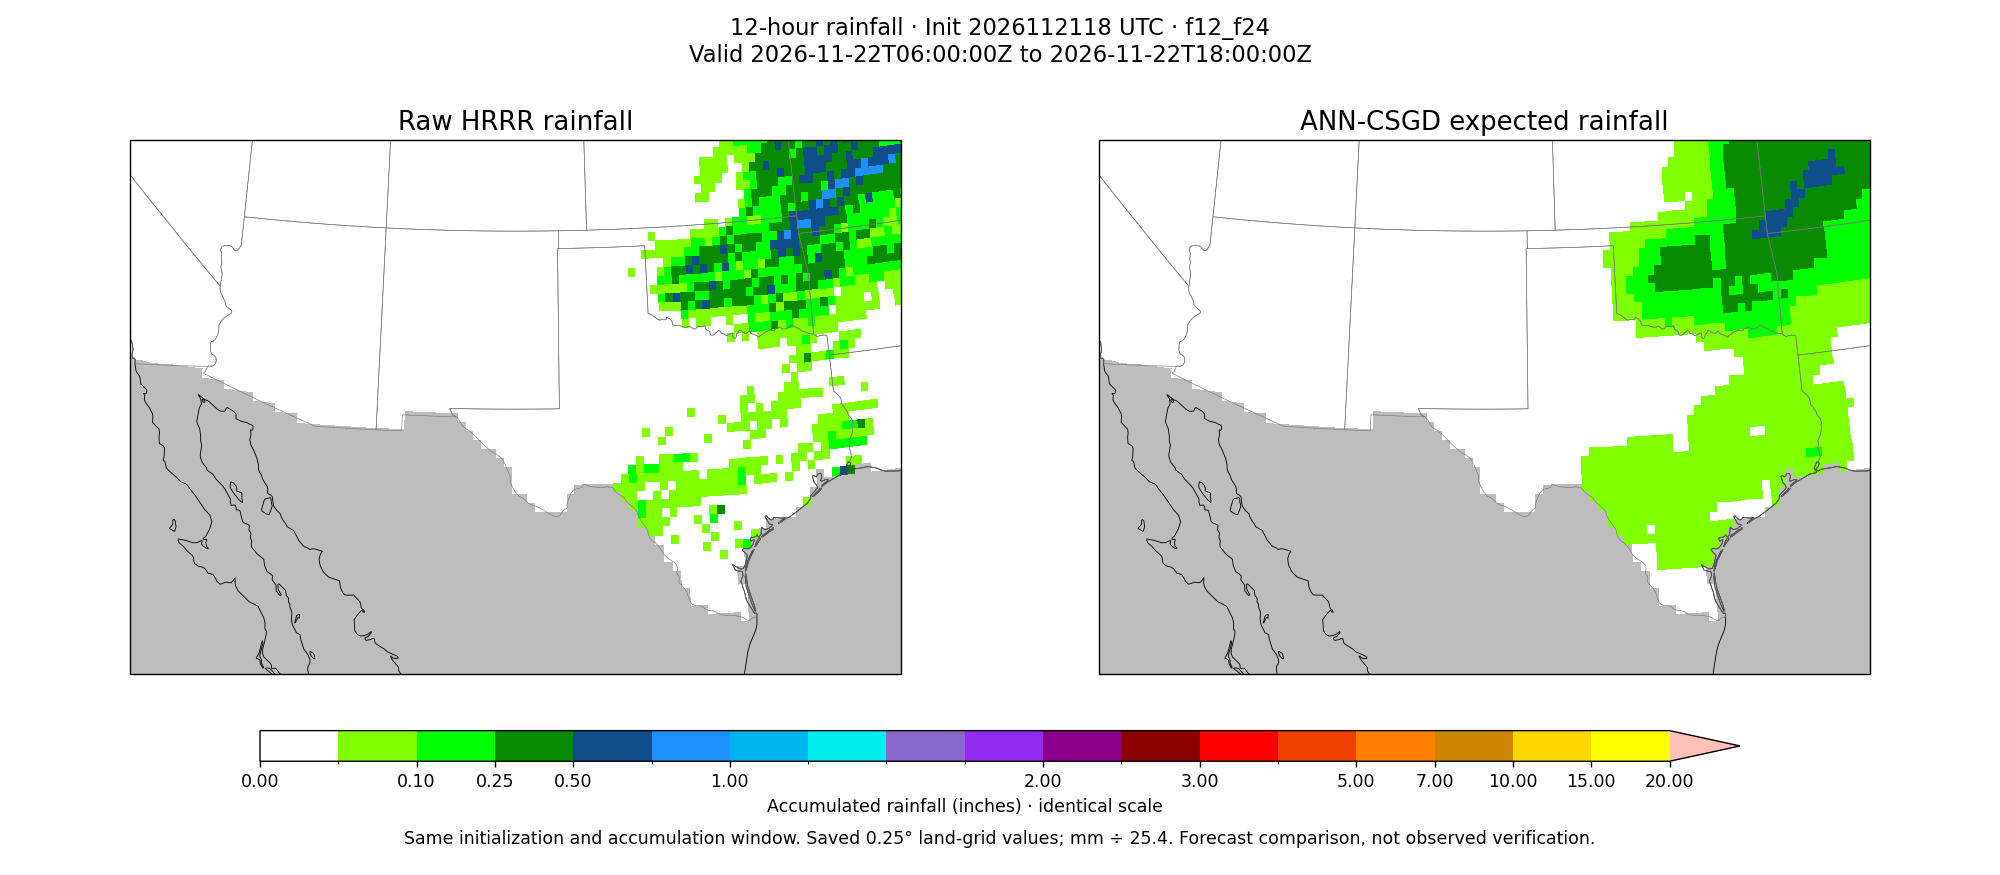 12-hour rainfall · Init 2026112118 UTC · f12_f24
Valid 2026-11-22T06:00:00Z to 2026-11-22T18:00:00Z
Raw HRRR rainfall
ANN-CSGD expected rainfall
0.00 0.10 0.25 0.50 1.00 2.00 3.00 5.00 7.00 10.00 15.00 20.00
Accumulated rainfall (inches) · identical scale
Same initialization and accumulation window. Saved 0.25° land-grid values; mm ÷ 25.4. Forecast comparison, not observed verification.